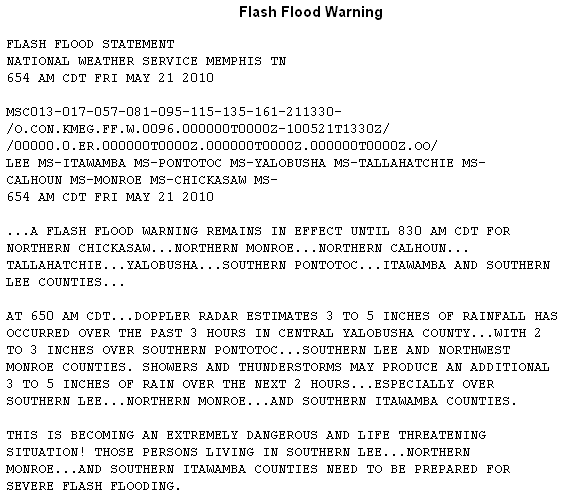 Flash Flood Warning
FLASH FLOOD STATEMENT
NATIONAL WEATHER SERVICE MEMPHIS TN
654 AM CDT FRI MAY 21 2010
MSC013-017-057-081-095-115-135-161-211330-
/O.CON.KMEG.FF.W.0096.000000T0000Z-100521T1330Z/
/00000.0.ER.000000T0000Z.000000T0000Z.000000T0000Z.OO/
LEE MS-ITAWAMBA MS-PONTOTOC MS-YALOBUSHA MS-TALLAHATCHIE MS-
CALHOUN MS-MONROE MS-CHICKASAW MS-
654 AM CDT FRI MAY 21 2010
...A FLASH FLOOD WARNING REMAINS IN EFFECT UNTIL 830 AM CDT FOR
NORTHERN CHICKASAW...NORTHERN MONROE...NORTHERN CALHOUN...
TALLAHATCHIE...YALOBUSHA...SOUTHERN PONTOTOC...ITAWAMBA AND SOUTHERN
LEE COUNTIES...
AT 650 AM CDT...DOPPLER RADAR ESTIMATES 3 TO 5 INCHES OF RAINFALL HAS
OCCURRED OVER THE PAST 3 HOURS IN CENTRAL YALOBUSHA COUNTY...WITH 2
TO 3 INCHES OVER SOUTHERN PONTOTOC...SOUTHERN LEE AND NORTHWEST
MONROE COUNTIES. SHOWERS AND THUNDERSTORMS MAY PRODUCE AN ADDITIONAL
3 TO 5 INCHES OF RAIN OVER THE NEXT 2 HOURS...ESPECIALLY OVER
SOUTHERN LEE...NORTHERN MONROE...AND SOUTHERN ITAWAMBA COUNTIES.
THIS IS BECOMING AN EXTREMELY DANGEROUS AND LIFE THREATENING
SITUATION! THOSE PERSONS LIVING IN SOUTHERN LEE...NORTHERN
MONROE...AND SOUTHERN ITAWAMBA COUNTIES NEED TO BE PREPARED FOR
SEVERE FLASH FLOODING.